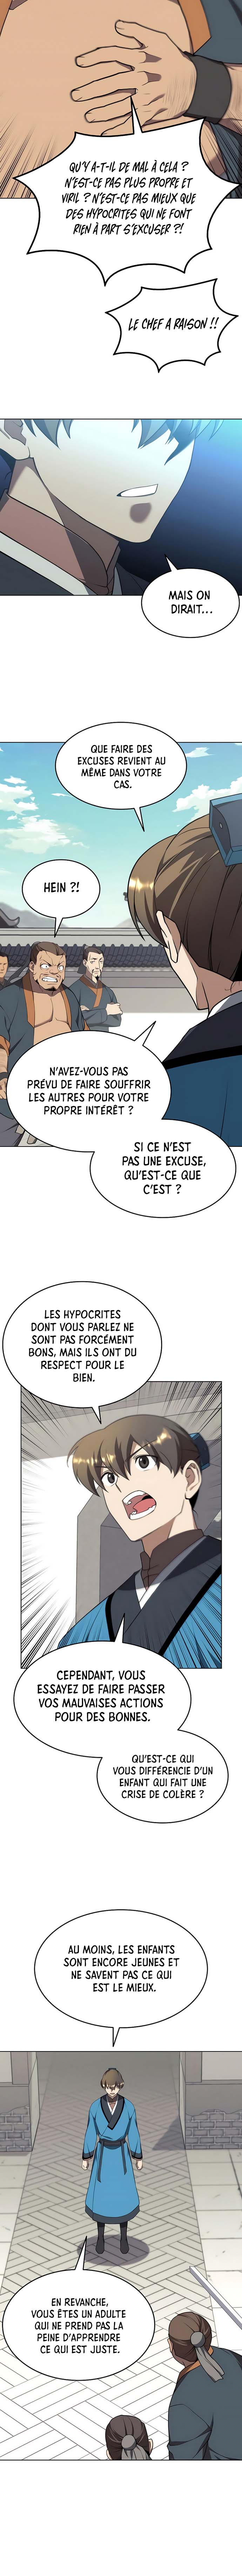 QU'Y A-T-IL DE MAL À CELA ?
N'EST-CE PAS PLUS PROPRE ET
VIRIL ? N'EST-CE PAS MIEUX QUE
DES HYPOCRITES QUI NE FONT
RIEN À PART S'EXCUSER ?!
LE CHEF A RAISON !!
MAIS ON
DIRAIT...
QUE FAIRE DES
EXCUSES REVIENT AU
MÊME DANS VOTRE
CAS.
HEIN ?!
N'AVEZ-VOUS PAS
PRÉVU DE FAIRE SOUFFRIR
LES AUTRES POUR VOTRE
PROPRE INTÉRÊT ?
SI CE N'EST
PAS UNE EXCUSE,
QU'EST-CE QUE
C'EST ?
LES HYPOCRITES
DONT VOUS PARLEZ NE
SONT PAS FORCÉMENT
BONS, MAIS ILS ONT DU
RESPECT POUR LE
BIEN.
CEPENDANT, VOUS
ESSAYEZ DE FAIRE PASSER
VOS MAUVAISES ACTIONS
POUR DES BONNES.
QU'EST-CE QUI
VOUS DIFFÉRENCIE D'UN
ENFANT QUI FAIT UNE
CRISE DE COLÈRE ?
AU MOINS, LES ENFANTS
SONT ENCORE JEUNES ET
NE SAVENT PAS CE QUI
EST LE MIEUX.
EN REVANCHE,
VOUS ÊTES UN ADULTE
QUI NE PREND PAS LA
PEINE D'APPRENDRE
CE QUI EST JUSTE.